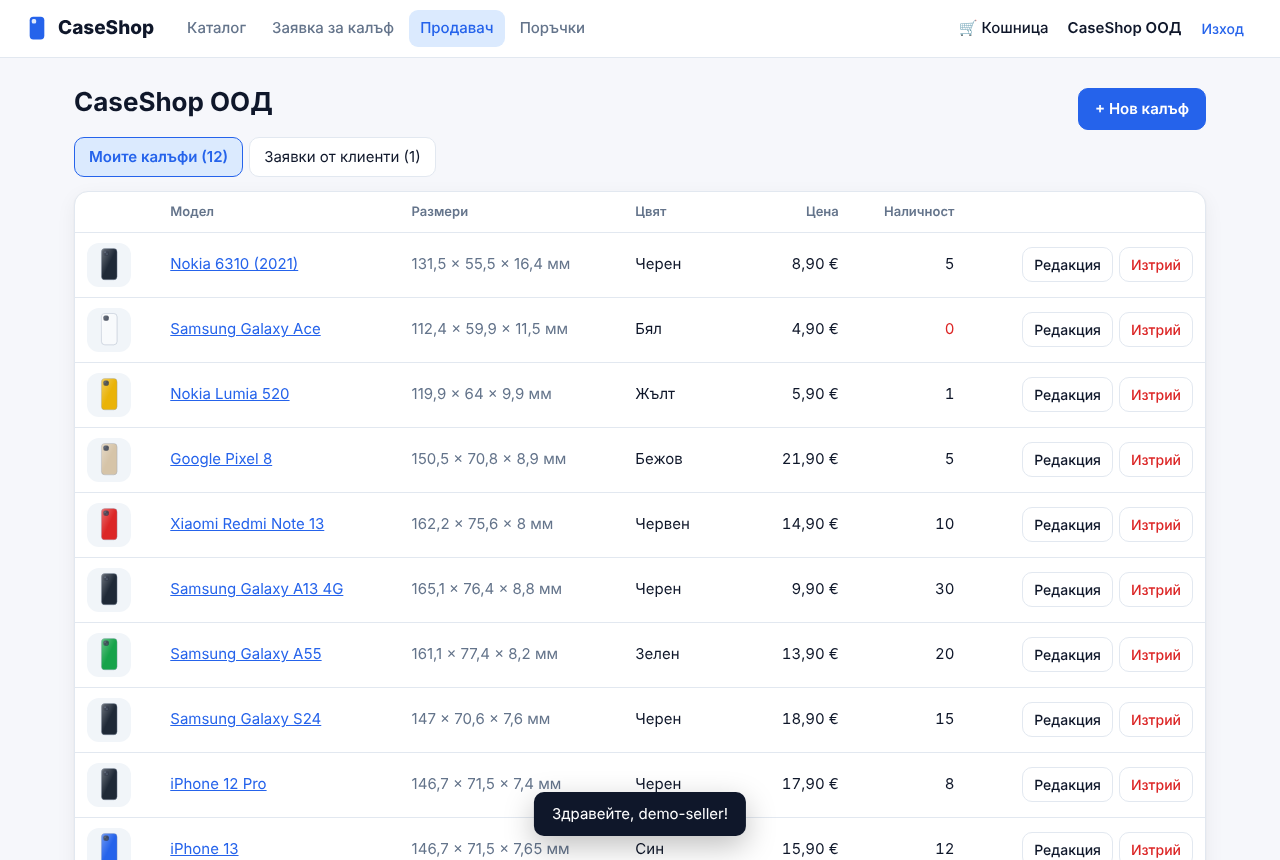 CaseShop Каталог Заявка за калъф Продавач Поръчки 🛒 Кошница CaseShop ООД Изход
CaseShop ООД
+ Нов калъф
Моите калъфи (12) Заявки от клиенти (1)
Модел Размери Цвят Цена Наличност
Nokia 6310 (2021) 131,5 × 55,5 × 16,4 мм Черен 8,90 € 5 Редакция Изтрий
Samsung Galaxy Ace 112,4 × 59,9 × 11,5 мм Бял 4,90 € 0 Редакция Изтрий
Nokia Lumia 520 119,9 × 64 × 9,9 мм Жълт 5,90 € 1 Редакция Изтрий
Google Pixel 8 150,5 × 70,8 × 8,9 мм Бежов 21,90 € 5 Редакция Изтрий
Xiaomi Redmi Note 13 162,2 × 75,6 × 8 мм Червен 14,90 € 10 Редакция Изтрий
Samsung Galaxy A13 4G 165,1 × 76,4 × 8,8 мм Черен 9,90 € 30 Редакция Изтрий
Samsung Galaxy A55 161,1 × 77,4 × 8,2 мм Зелен 13,90 € 20 Редакция Изтрий
Samsung Galaxy S24 147 × 70,6 × 7,6 мм Черен 18,90 € 15 Редакция Изтрий
iPhone 12 Pro 146,7 × 71,5 × 7,4 мм Черен 17,90 € 8 Редакция Изтрий
Здравейте, demo-seller!
iPhone 13 146,7 × 71,5 × 7,65 мм Син 15,90 € 12 Редакция Изтрий